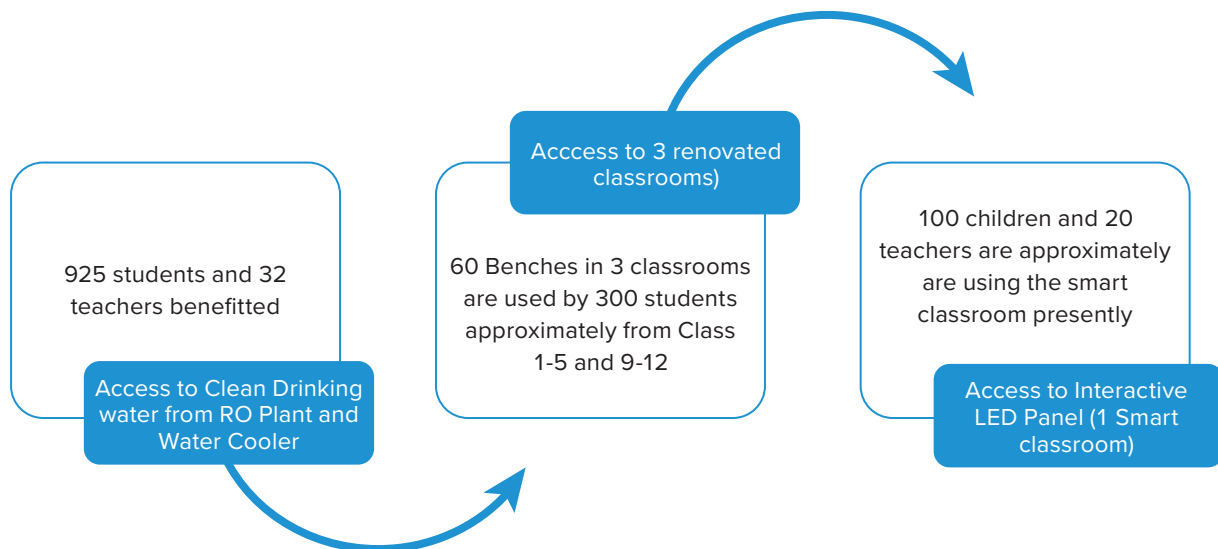 925 students and 32
teachers benefitted
Access to Clean Drinking
water from RO Plant and
Water Cooler
Acccess to 3 renovated
classrooms)
60 Benches in 3 classrooms
are used by 300 students
approximately from Class
1-5 and 9-12
100 children and 20
teachers are approximately
are using the smart
classroom presently
Access to Interactive
LED Panel (1 Smart
classroom)